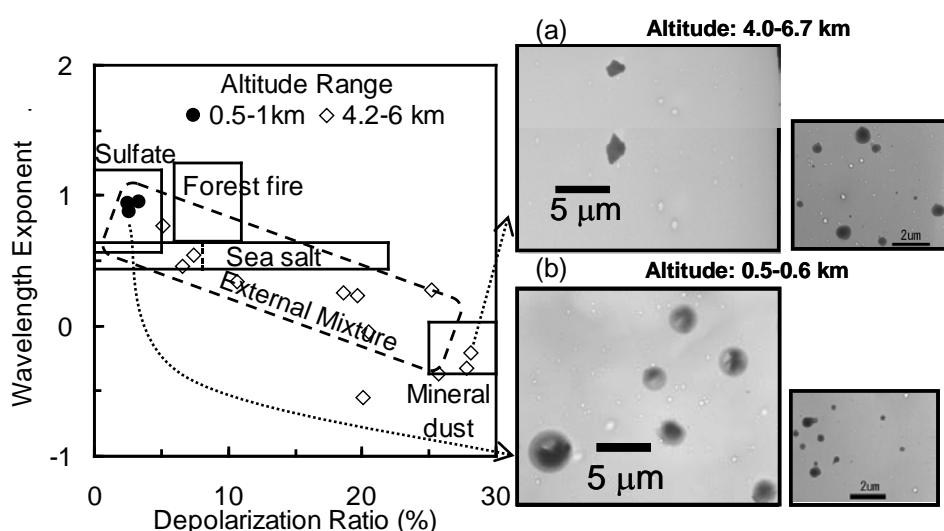 (a)
Altitude: 4.0-6.7 km
2
Altitude Range
0.5-1km
4.2-6 km
Sulfate
Forest fire
1
Wavelength Exponent
5 μm
2um
Sea salt
(b)
Altitude: 0.5-0.6 km
External Mixture
0
Mineral
dust
5 μm
2um
-1
0
10
20
30
Depolarization Ratio (%)